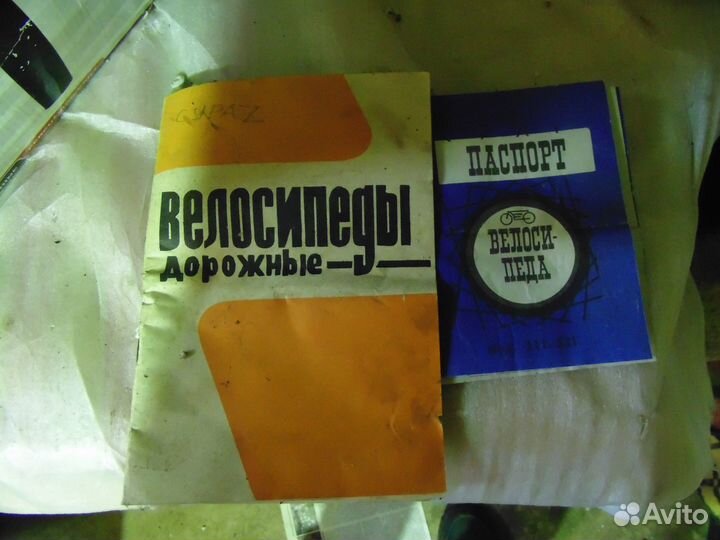 Велосипеды
дорожные
ПАСПОРТ
ВЕЛОСИ-
ПЕДА
Avito